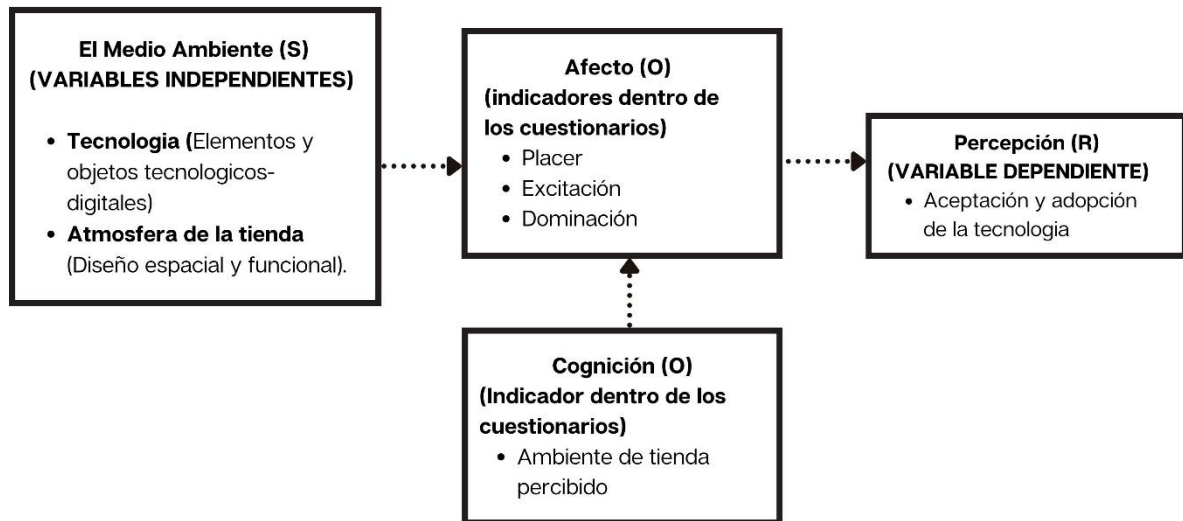 El Medio Ambiente (S)
(VARIABLES INDEPENDIENTES)
• Tecnologia (Elementos y
objetos tecnologicos-
digitales)
• Atmosfera de la tienda
(Diseño espacial y funcional).
Afecto (O)
(indicadores dentro de
los cuestionarios)
• Placer
• Excitación
• Dominación
Percepción (R)
(VARIABLE DEPENDIENTE)
• Aceptación y adopción
de la tecnologia
Cognición (O)
(Indicador dentro de los
cuestionarios)
• Ambiente de tienda
percibido